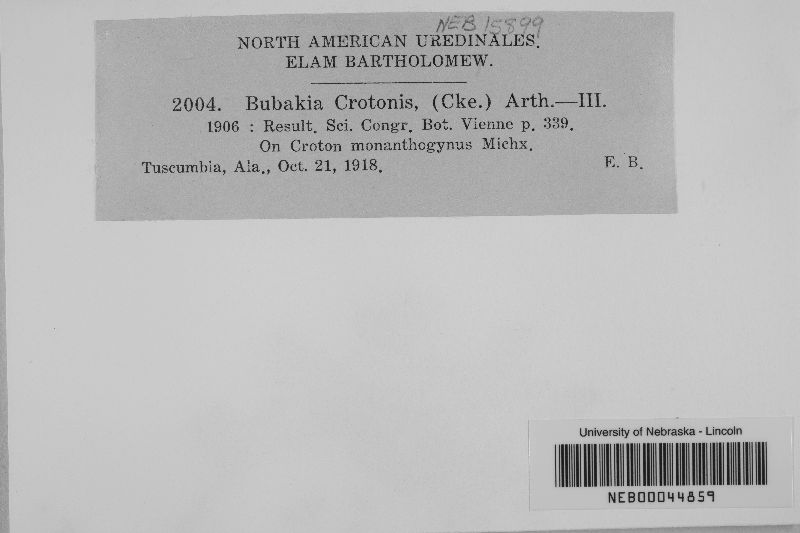 NEB 15899
NORTH AMERICAN UREDINALES.
ELAM BARTHOLOMEW.
2004. Bubakia Crotonis, (Cke.) Arth.—III.
1906 : Result. Sci. Congr. Bot. Vienne p. 339.
On Croton monanthogynus Michx.
Tuscumbia, Ala., Oct. 21, 1918. E. B.
University of Nebraska - Lincoln
NEB00044859